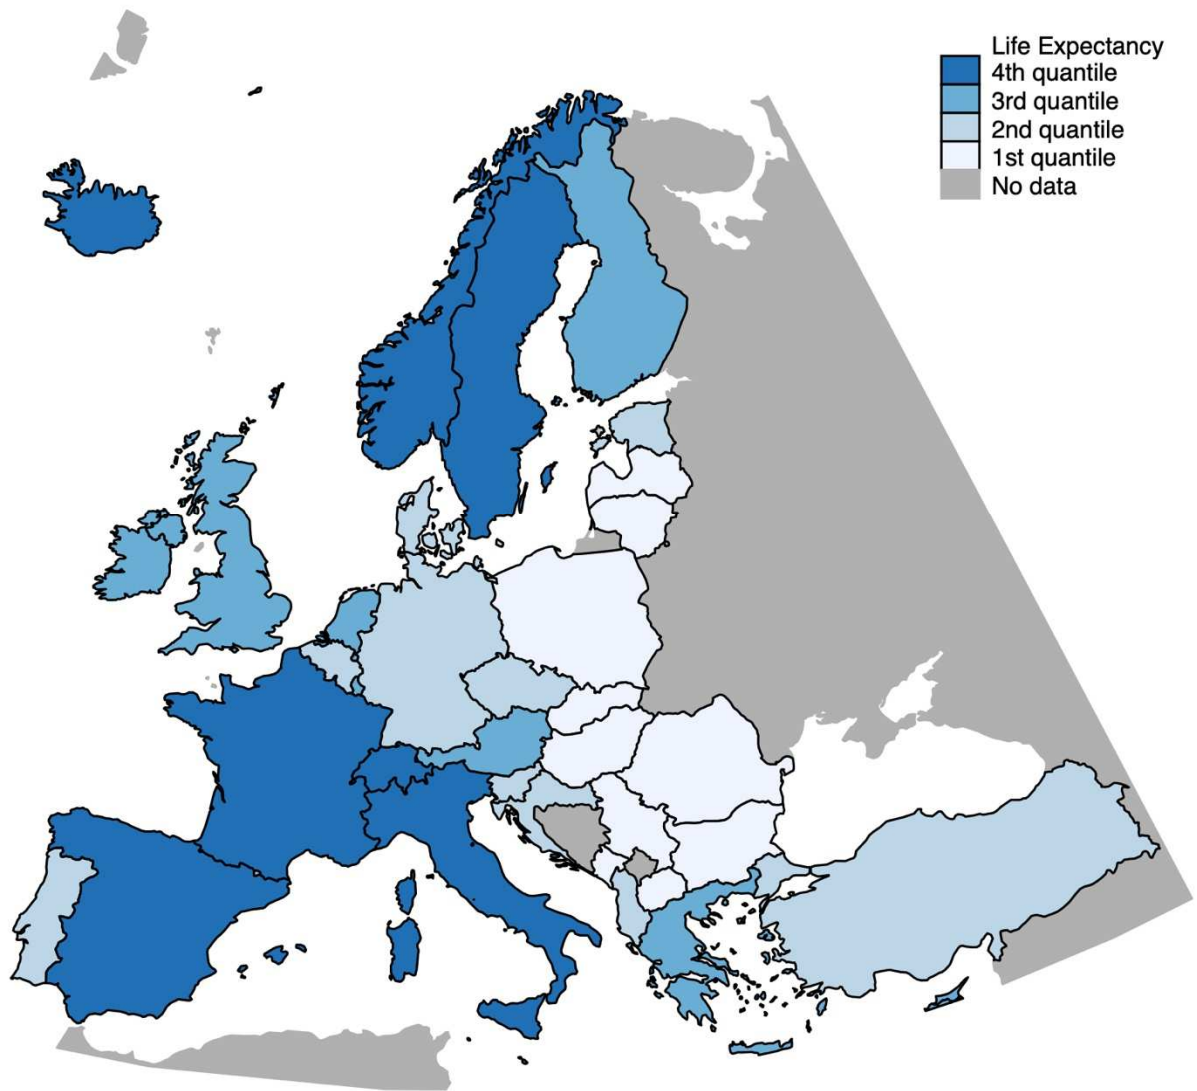 Life Expectancy
4th quantile
3rd quantile
2nd quantile
1st quantile
No data